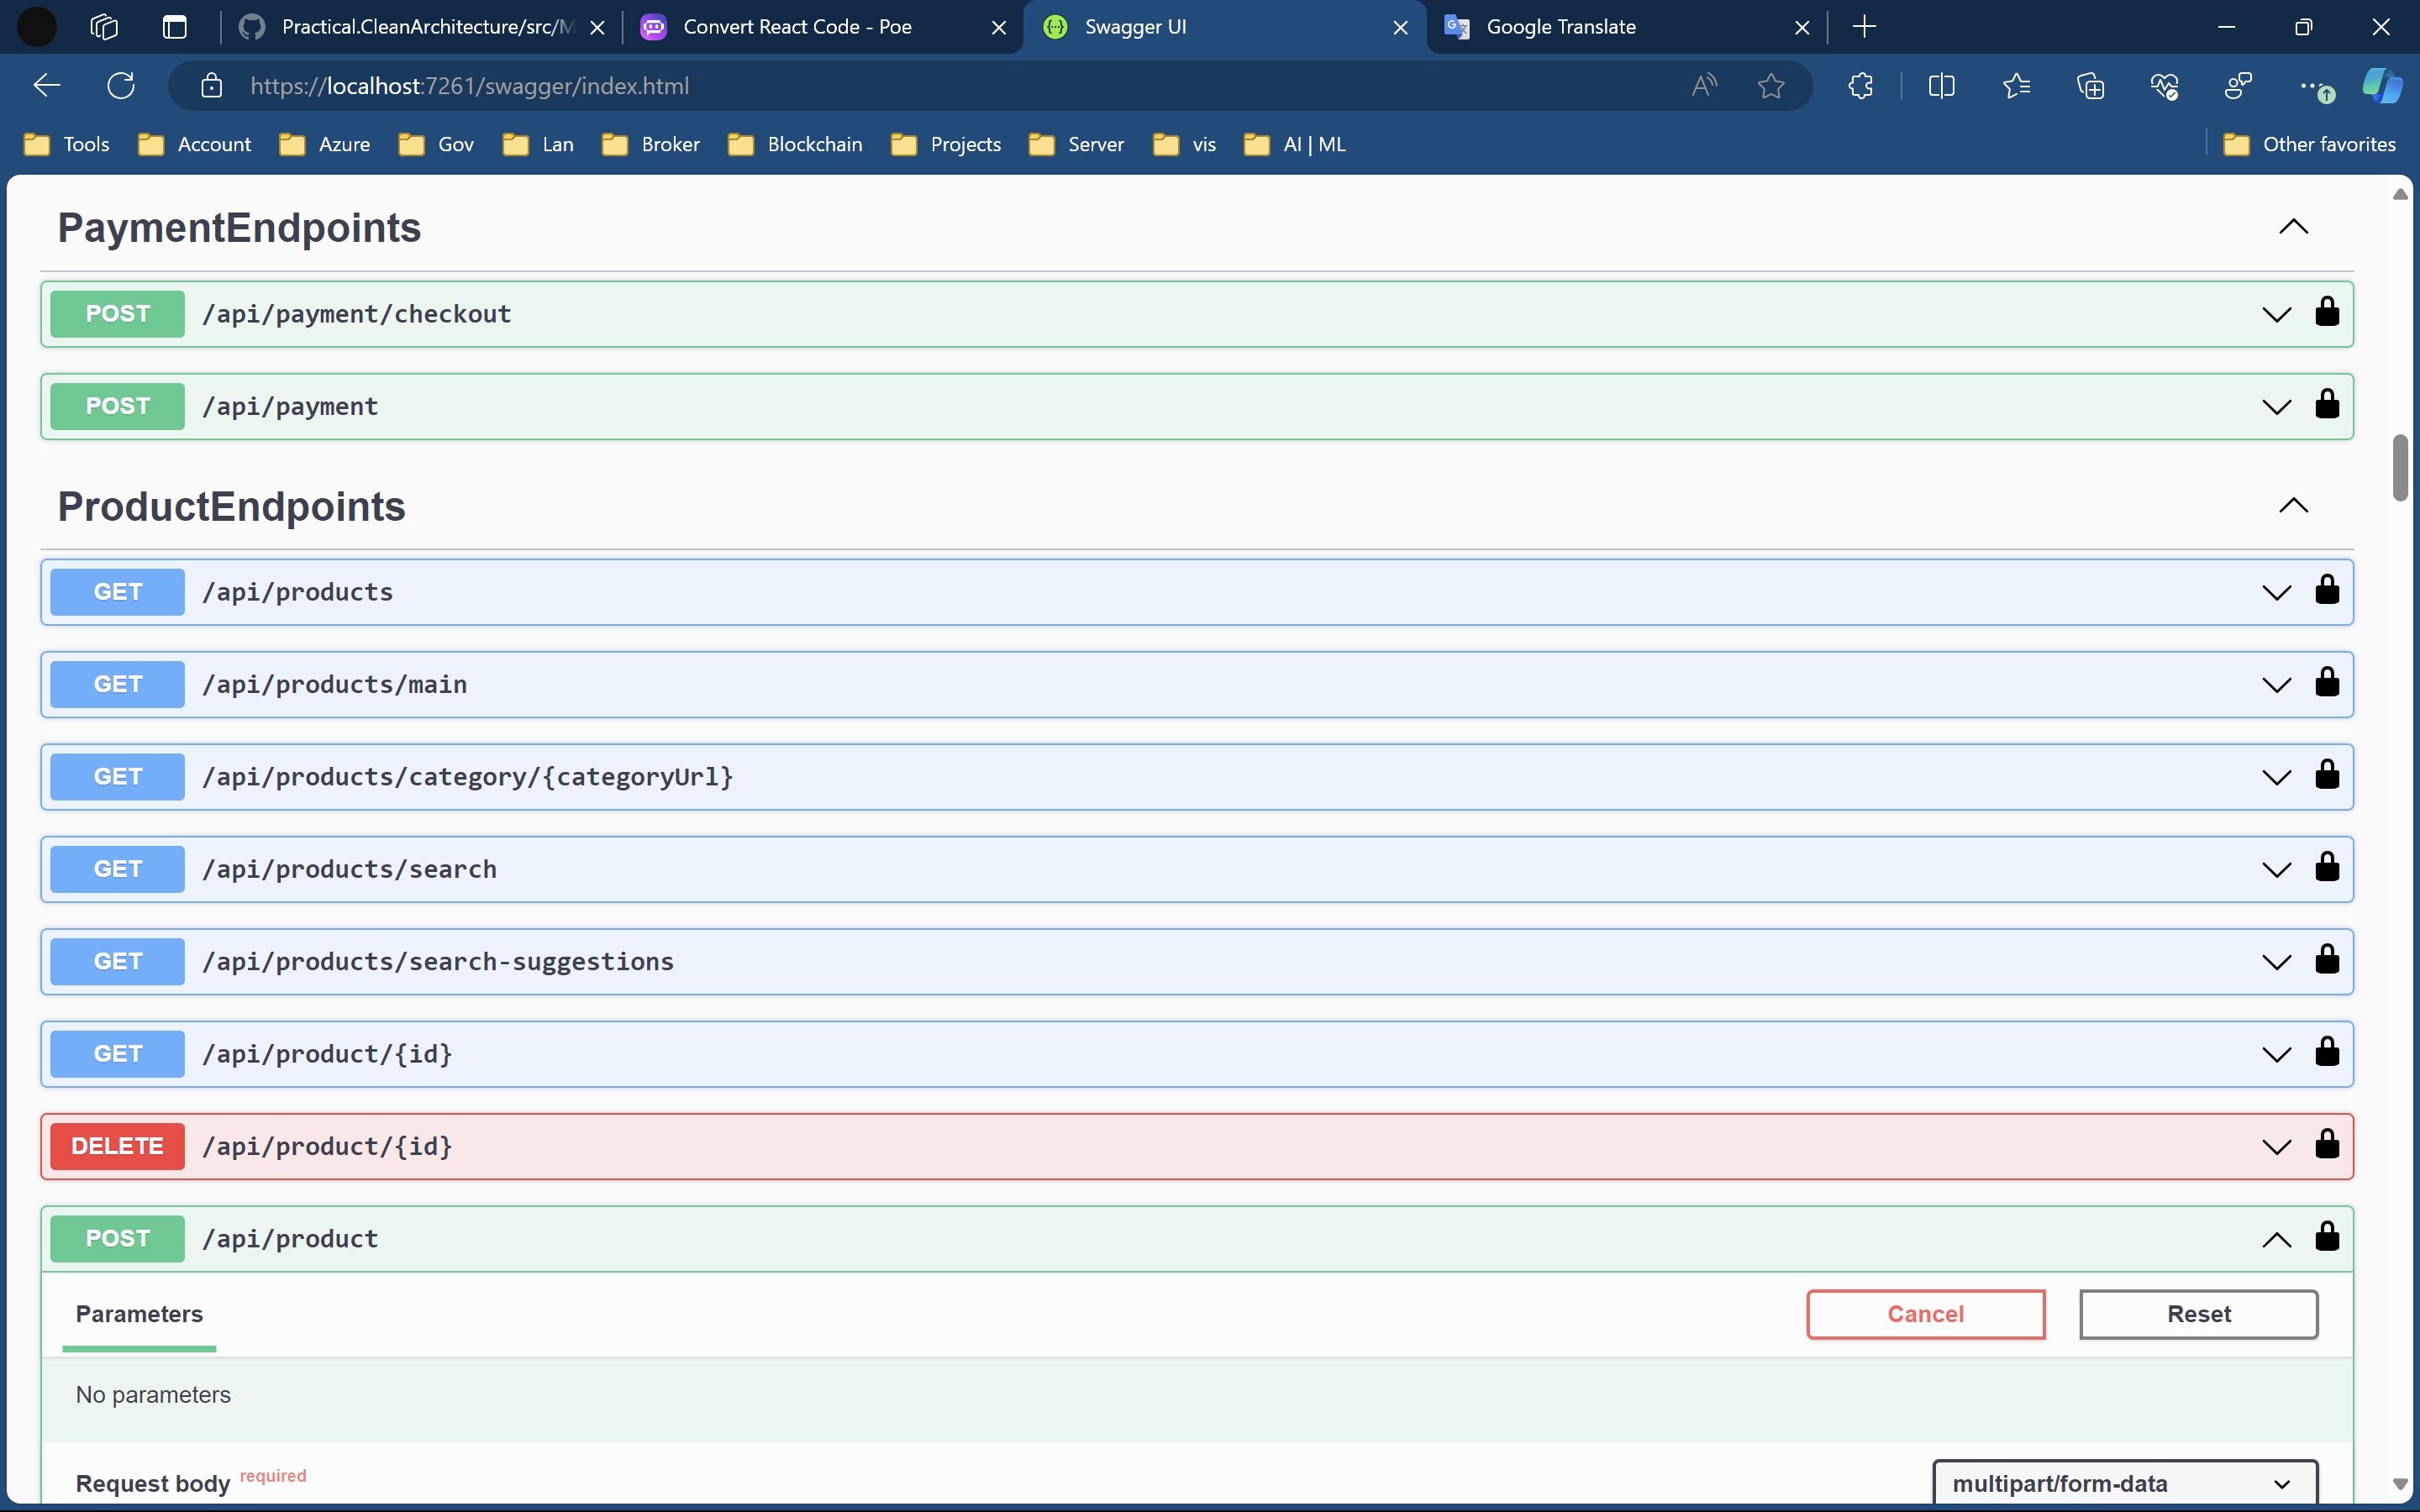 Practical.CleanArchitecture/src/M
Convert React Code - Poe
Swagger UI
Google Translate
https://localhost:7261/swagger/index.html
Tools Account Azure Gov Lan Broker Blockchain Projects Server vis AI | ML Other favorites
PaymentEndpoints
POST /api/payment/checkout
POST /api/payment
ProductEndpoints
GET /api/products
GET /api/products/main
GET /api/products/category/{categoryUrl}
GET /api/products/search
GET /api/products/search-suggestions
GET /api/product/{id}
DELETE /api/product/{id}
POST /api/product
Parameters Cancel Reset
No parameters
Request body required multipart/form-data